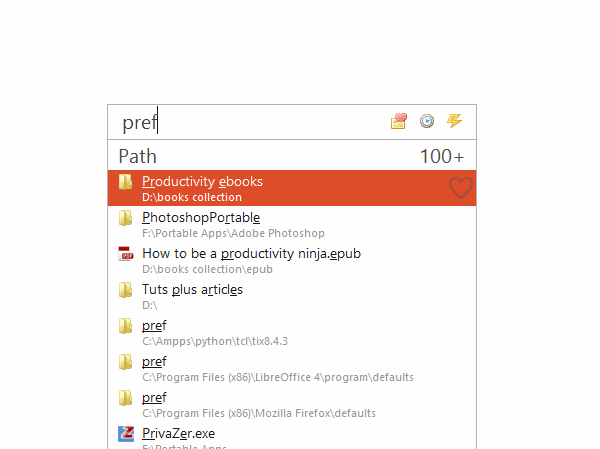 pref
Path 100+
Productivity ebooks
D:\books collection
PhotoshopPortable
F:\Portable Apps\Adobe Photoshop
How to be a productivity ninja.epub
D:\books collection\epub
Tuts plus articles
D:\
pref
C:\Ampps\python\tcl\tix8.4.3
pref
C:\Program Files (x86)\LibreOffice 4\program\defaults
pref
C:\Program Files (x86)\Mozilla Firefox\defaults
PrivaZer.exe
F:\Portable Apps